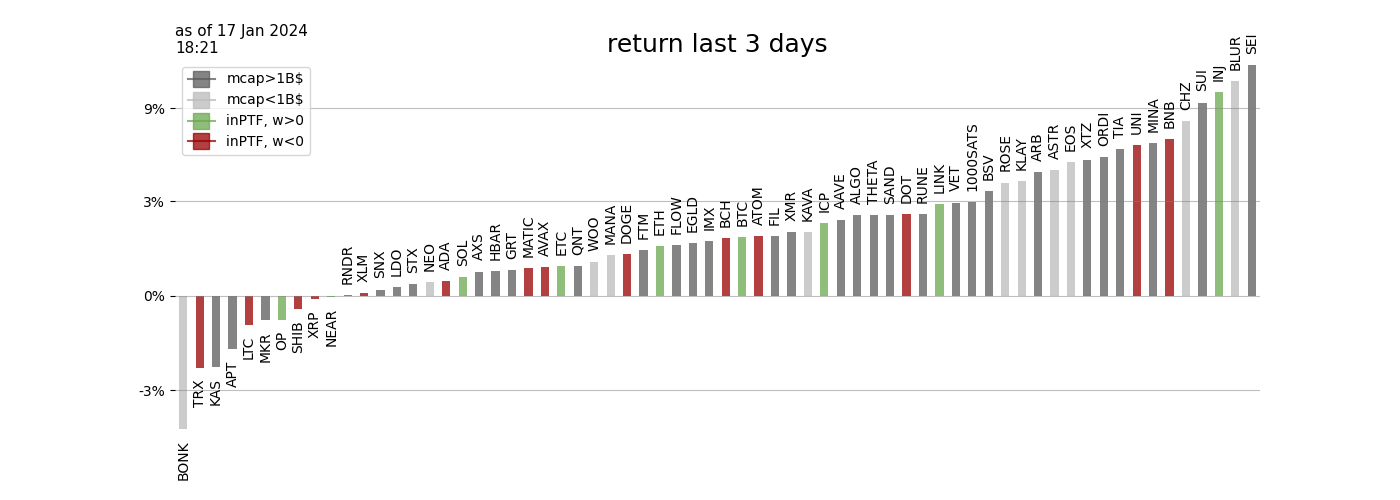 as of 17 Jan 2024
18:21
return last 3 days
mcap>1B$
mcap<1B$
inPTF, w>0
inPTF, w<0
9%
3%
0%
-3%
BONK
TRX
KAS
APT
LTC
MKR
OP
SHIB
XRP
NEAR
RNDR
XLM
SNX
LDO
STX
NEO
ADA
SOL
AXS
HBAR
GRT
MATIC
AVAX
ETC
QNT
WOO
MANA
DOGE
FTM
ETH
FLOW
EGLD
IMX
BCH
BTC
ATOM
FIL
XMR
KAVA
ICP
AAVE
ALGO
THETA
SAND
DOT
RUNE
LINK
VET
1000SATS
BSV
ROSE
KLAY
ARB
ASTR
EOS
XTZ
ORDI
TIA
UNI
MINA
BNB
CHZ
SUI
INJ
BLUR
SEI